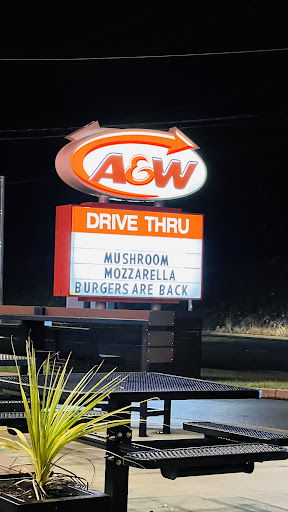 A&W
DRIVE THRU
MUSHROOM
MOZZARELLA
BURGERS ARE BACK